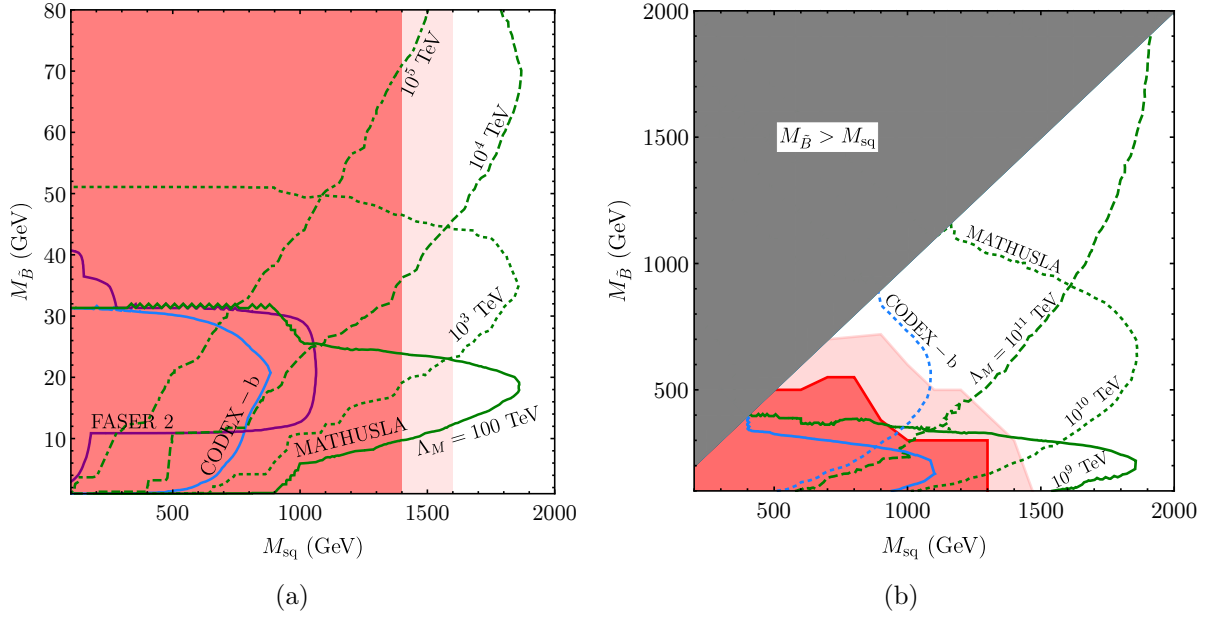 80
70
60
50
40
30
20
10
500
1000
1500
2000
M_B̃ (GeV)
M_sq (GeV)
10^5 TeV
10^4 TeV
10^3 TeV
Λ_M = 100 TeV
FASER 2
CODEX − b
MATHUSLA
(a)
2000
1500
1000
500
500
1000
1500
2000
M_B̃ (GeV)
M_sq (GeV)
M_B̃ > M_sq
MATHUSLA
CODEX − b
Λ_M = 10^11 TeV
10^10 TeV
10^9 TeV
(b)